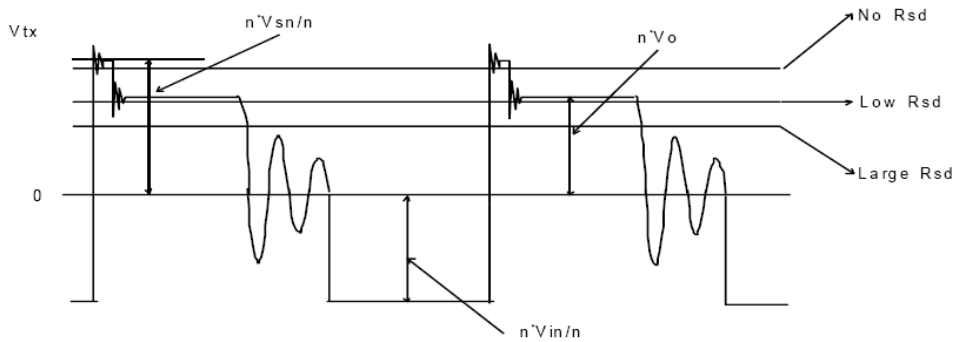 Vtx
n*Vsn/n
n*Vo
No Rsd
Low Rsd
Large Rsd
0
n*Vin/n